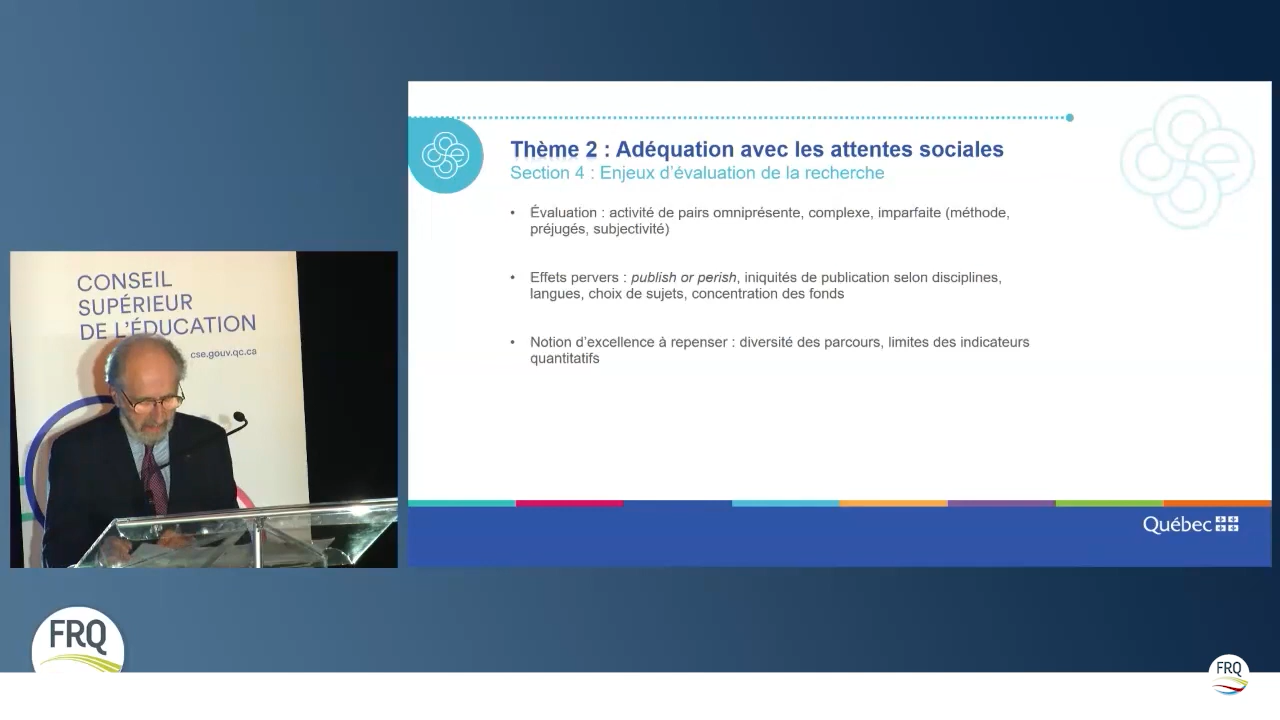 CONSEIL
SUPÉRIEUR
DE L'ÉDUCATION
cse.gouv.qc.ca
cse
Thème 2 : Adéquation avec les attentes sociales
Section 4 : Enjeux d'évaluation de la recherche
• Évaluation : activité de pairs omniprésente, complexe, imparfaite (méthode,
préjugés, subjectivité)
• Effets pervers : publish or perish, iniquités de publication selon disciplines,
langues, choix de sujets, concentration des fonds
• Notion d'excellence à repenser : diversité des parcours, limites des indicateurs
quantitatifs
cse
Québec
FRQ
FRQ